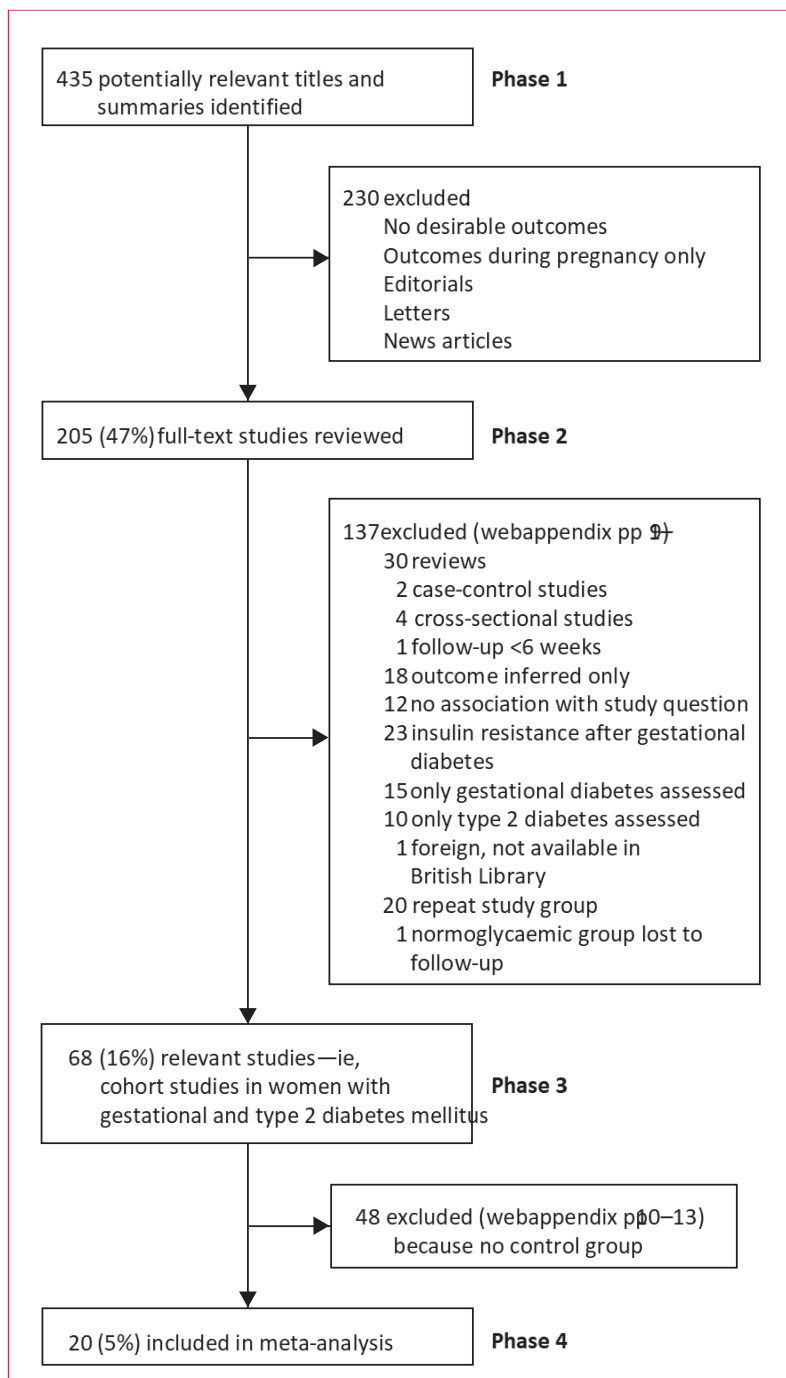 435 potentially relevant titles and
summaries identified
Phase 1
230 excluded
No desirable outcomes
Outcomes during pregnancy only
Editorials
Letters
News articles
205 (47%) full-text studies reviewed
Phase 2
137 excluded (webappendix pp
30 reviews
2 case-control studies
4 cross-sectional studies
1 follow-up <6 weeks
18 outcome inferred only
12 no association with study question
23 insulin resistance after gestational
diabetes
15 only gestational diabetes assessed
10 only type 2 diabetes assessed
1 foreign, not available in
British Library
20 repeat study group
1 normoglycaemic group lost to
follow-up
68 (16%) relevant studies—ie,
cohort studies in women with
gestational and type 2 diabetes mellitus
Phase 3
48 excluded (webappendix pp 10–13)
because no control group
20 (5%) included in meta-analysis
Phase 4